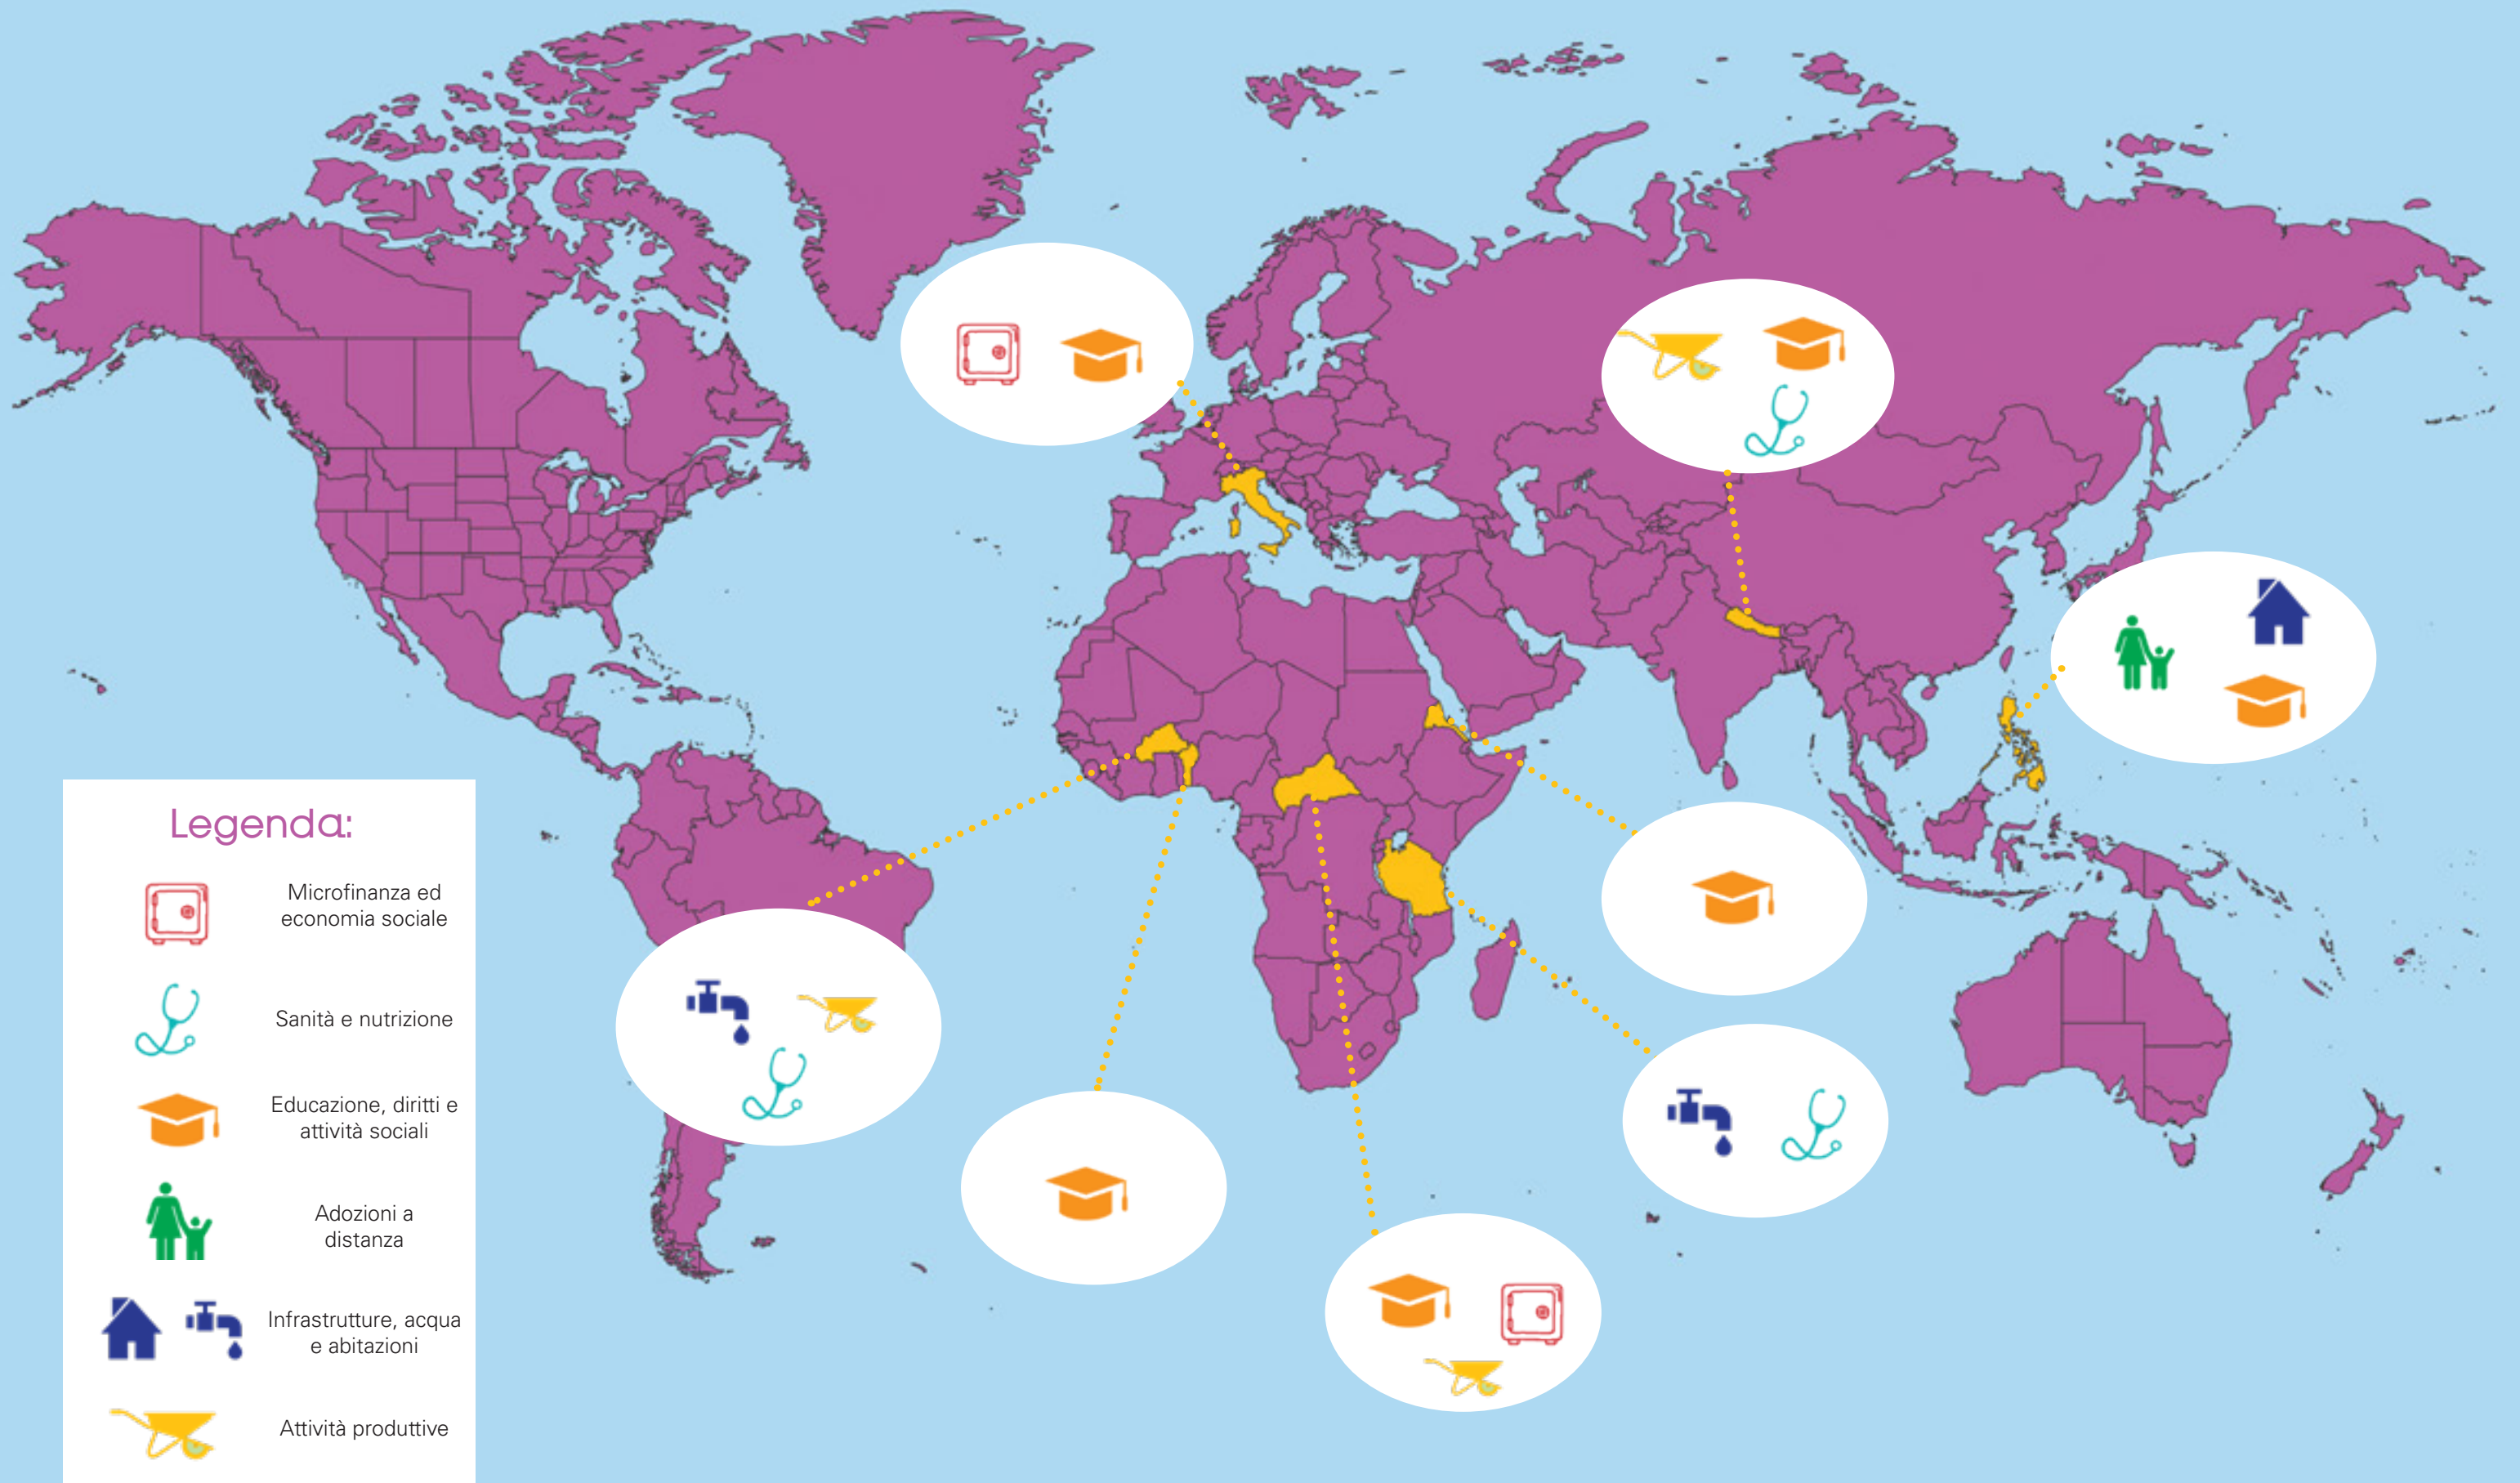 Legenda:
Microfinanza ed
economia sociale
Sanità e nutrizione
Educazione, diritti e
attività sociali
Adozioni a
distanza
Infrastrutture, acqua
e abitazioni
Attività produttive